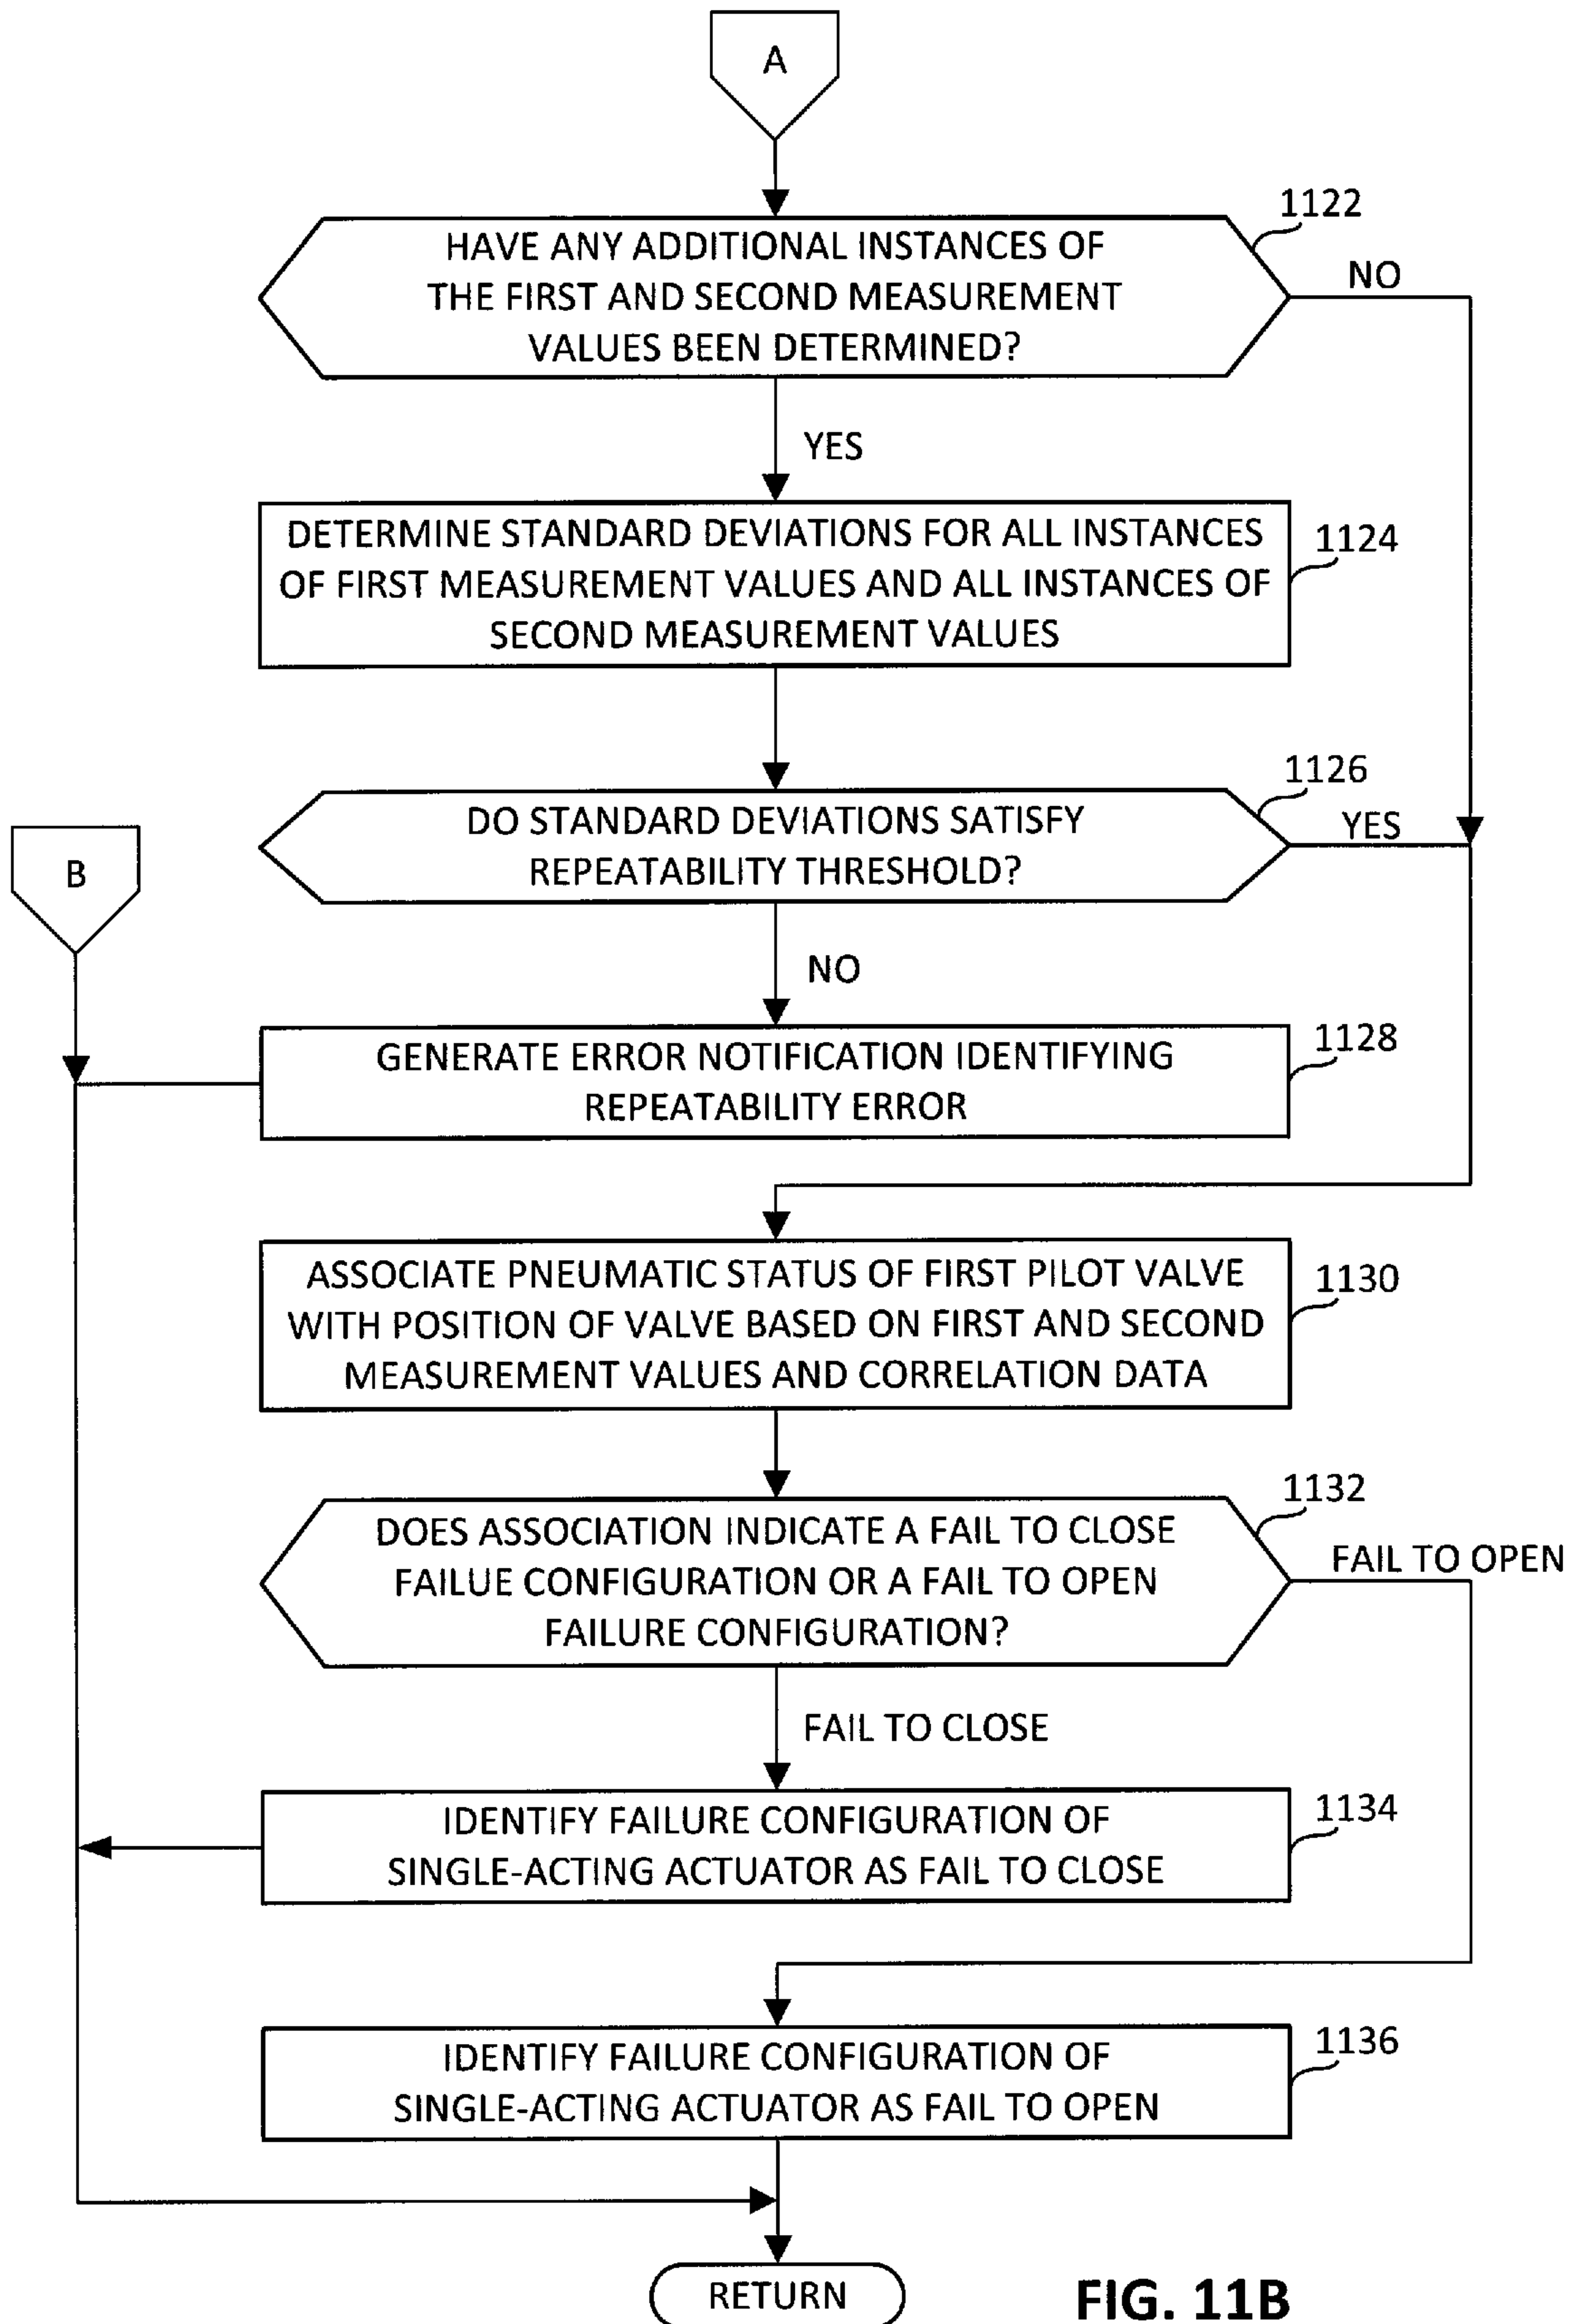 A
1122
HAVE ANY ADDITIONAL INSTANCES OF
THE FIRST AND SECOND MEASUREMENT
VALUES BEEN DETERMINED?
NO
YES
DETERMINE STANDARD DEVIATIONS FOR ALL INSTANCES
OF FIRST MEASUREMENT VALUES AND ALL INSTANCES OF
SECOND MEASUREMENT VALUES
1124
1126
DO STANDARD DEVIATIONS SATISFY
REPEATABILITY THRESHOLD?
YES
B
NO
GENERATE ERROR NOTIFICATION IDENTIFYING
REPEATABILITY ERROR
1128
ASSOCIATE PNEUMATIC STATUS OF FIRST PILOT VALVE
WITH POSITION OF VALVE BASED ON FIRST AND SECOND
MEASUREMENT VALUES AND CORRELATION DATA
1130
1132
DOES ASSOCIATION INDICATE A FAIL TO CLOSE
FAILUE CONFIGURATION OR A FAIL TO OPEN
FAILURE CONFIGURATION?
FAIL TO OPEN
FAIL TO CLOSE
IDENTIFY FAILURE CONFIGURATION OF
SINGLE-ACTING ACTUATOR AS FAIL TO CLOSE
1134
IDENTIFY FAILURE CONFIGURATION OF
SINGLE-ACTING ACTUATOR AS FAIL TO OPEN
1136
RETURN
FIG. 11B